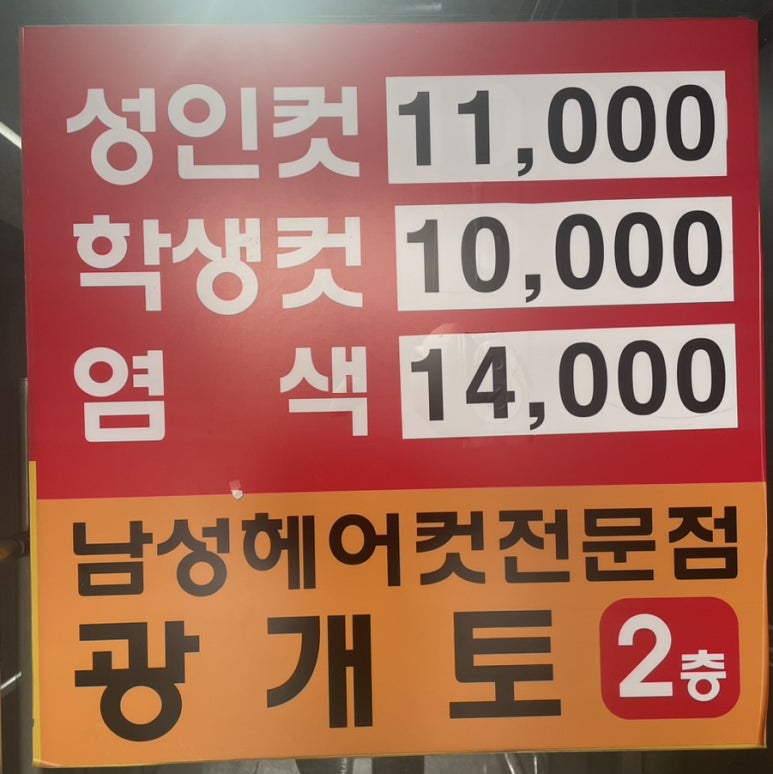 성인컷 11,000
학생컷 10,000
염 색 14,000
남성헤어컷전문점
광개토 2층